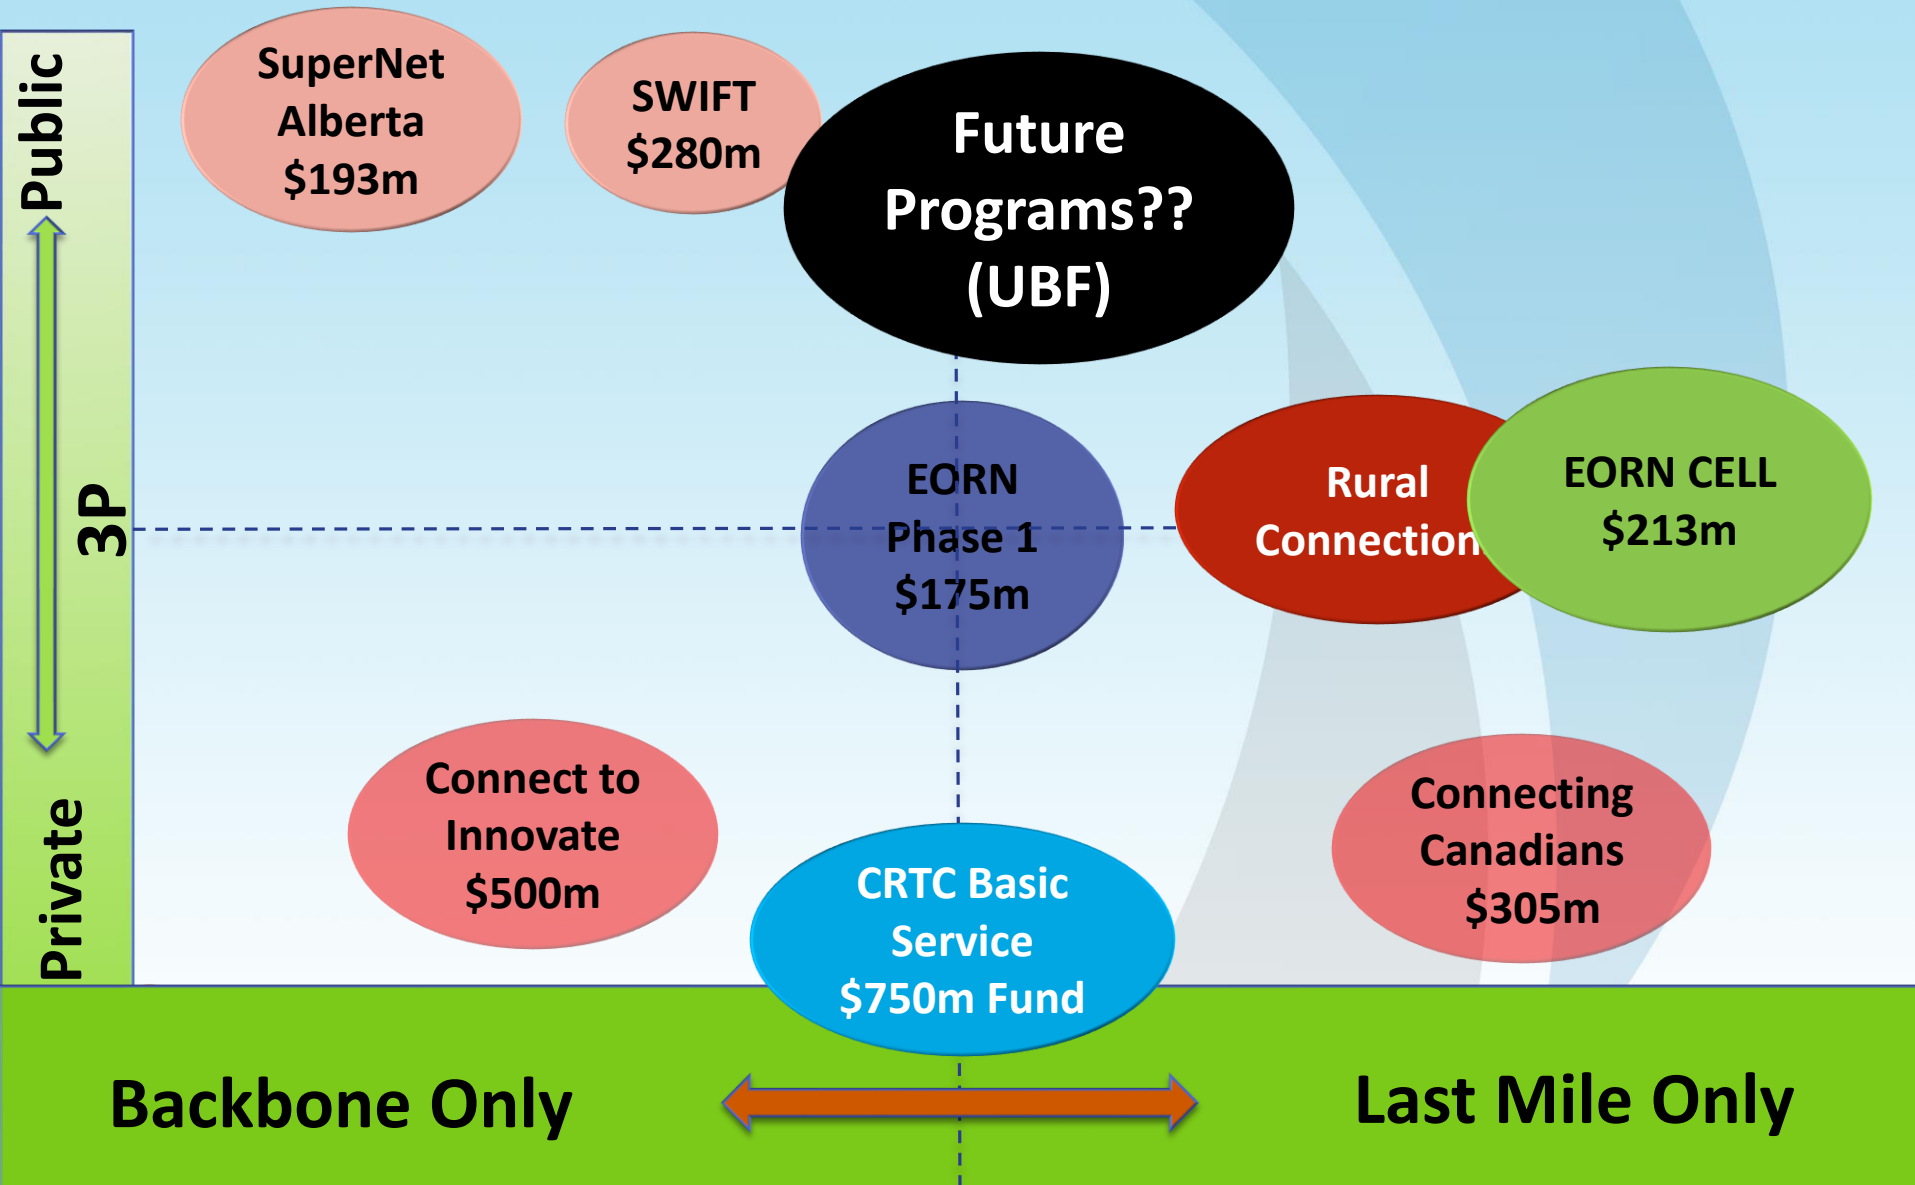 Public
3P
Private
SuperNet
Alberta
$193m
SWIFT
$280m
Future
Programs??
(UBF)
EORN
Phase 1
$175m
Rural
Connection
EORN CELL
$213m
Connect to
Innovate
$500m
CRTC Basic
Service
$750m Fund
Connecting
Canadians
$305m
Backbone Only
Last Mile Only